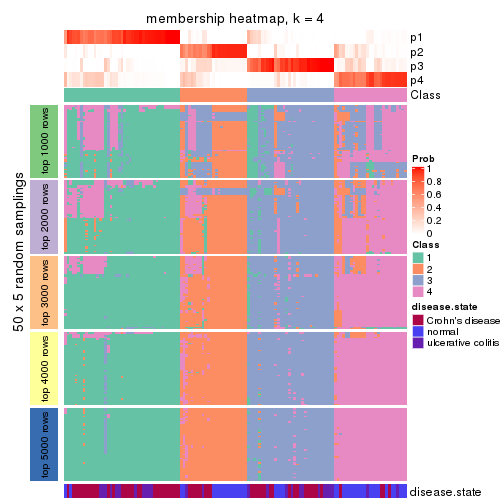 membership heatmap, k = 4
p1
p2
p3
p4
Class
50 x 5 random samplings
top 1000 rows
top 2000 rows
top 3000 rows
top 4000 rows
top 5000 rows
disease.state
Prob
1
0.8
0.6
0.4
0.2
0
Class
1
2
3
4
disease.state
Crohn's disease
normal
ulcerative colitis